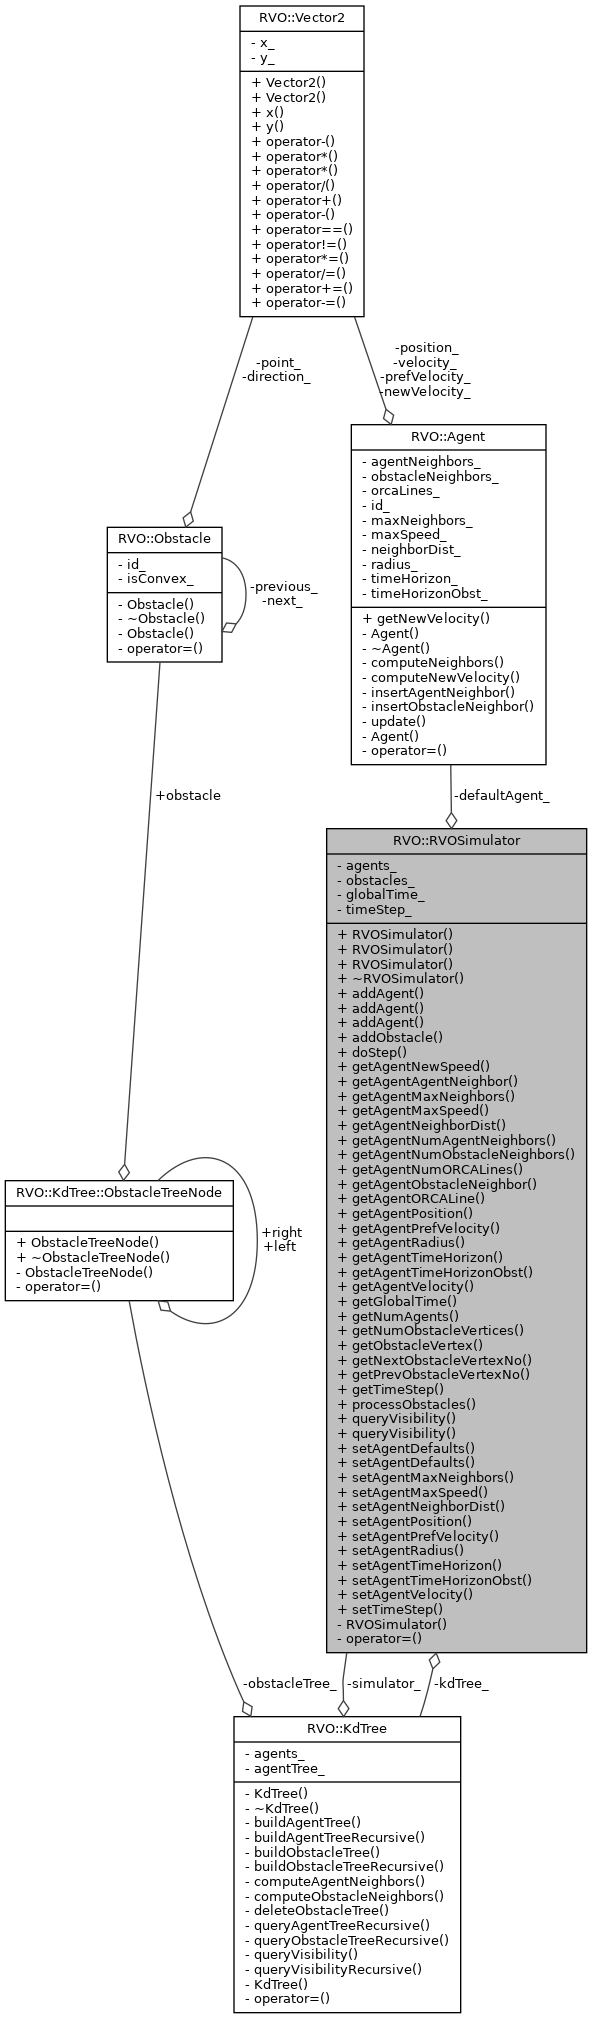 RVO::Vector2
- x_
- y_
+ Vector2()
+ Vector2()
+ x()
+ y()
+ operator-()
+ operator*()
+ operator*()
+ operator/()
+ operator+()
+ operator-()
+ operator==()
+ operator!=()
+ operator*=()
+ operator/=()
+ operator+=()
+ operator-=()
-point_
-direction_
-position_
-velocity_
-prefVelocity_
-newVelocity_
RVO::Agent
- agentNeighbors_
- obstacleNeighbors_
- orcaLines_
- id_
- maxNeighbors_
- maxSpeed_
- neighborDist_
- radius_
- timeHorizon_
- timeHorizonObst_
+ getNewVelocity()
- Agent()
- ~Agent()
- computeNeighbors()
- computeNewVelocity()
- insertAgentNeighbor()
- insertObstacleNeighbor()
- update()
- Agent()
- operator=()
RVO::Obstacle
- id_
- isConvex_
- Obstacle()
- ~Obstacle()
- Obstacle()
- operator=()
-previous_
-next_
+obstacle
-defaultAgent_
RVO::RVOSimulator
- agents_
- obstacles_
- globalTime_
- timeStep_
+ RVOSimulator()
+ RVOSimulator()
+ RVOSimulator()
+ ~RVOSimulator()
+ addAgent()
+ addAgent()
+ addAgent()
+ addObstacle()
+ doStep()
+ getAgentNewSpeed()
+ getAgentAgentNeighbor()
+ getAgentMaxNeighbors()
+ getAgentMaxSpeed()
+ getAgentNeighborDist()
+ getAgentNumAgentNeighbors()
+ getAgentNumObstacleNeighbors()
+ getAgentNumORCALines()
+ getAgentObstacleNeighbor()
+ getAgentORCALine()
+ getAgentPosition()
+ getAgentPrefVelocity()
+ getAgentRadius()
+ getAgentTimeHorizon()
+ getAgentTimeHorizonObst()
+ getAgentVelocity()
+ getGlobalTime()
+ getNumAgents()
+ getNumObstacleVertices()
+ getObstacleVertex()
+ getNextObstacleVertexNo()
+ getPrevObstacleVertexNo()
+ getTimeStep()
+ processObstacles()
+ queryVisibility()
+ queryVisibility()
+ setAgentDefaults()
+ setAgentDefaults()
+ setAgentMaxNeighbors()
+ setAgentMaxSpeed()
+ setAgentNeighborDist()
+ setAgentPosition()
+ setAgentPrefVelocity()
+ setAgentRadius()
+ setAgentTimeHorizon()
+ setAgentTimeHorizonObst()
+ setAgentVelocity()
+ setTimeStep()
- RVOSimulator()
- operator=()
RVO::KdTree::ObstacleTreeNode
+ ObstacleTreeNode()
+ ~ObstacleTreeNode()
- ObstacleTreeNode()
- operator=()
+right
+left
-obstacleTree_
-simulator_
-kdTree_
RVO::KdTree
- agents_
- agentTree_
- KdTree()
- ~KdTree()
- buildAgentTree()
- buildAgentTreeRecursive()
- buildObstacleTree()
- buildObstacleTreeRecursive()
- computeAgentNeighbors()
- computeObstacleNeighbors()
- deleteObstacleTree()
- queryAgentTreeRecursive()
- queryObstacleTreeRecursive()
- queryVisibility()
- queryVisibilityRecursive()
- KdTree()
- operator=()